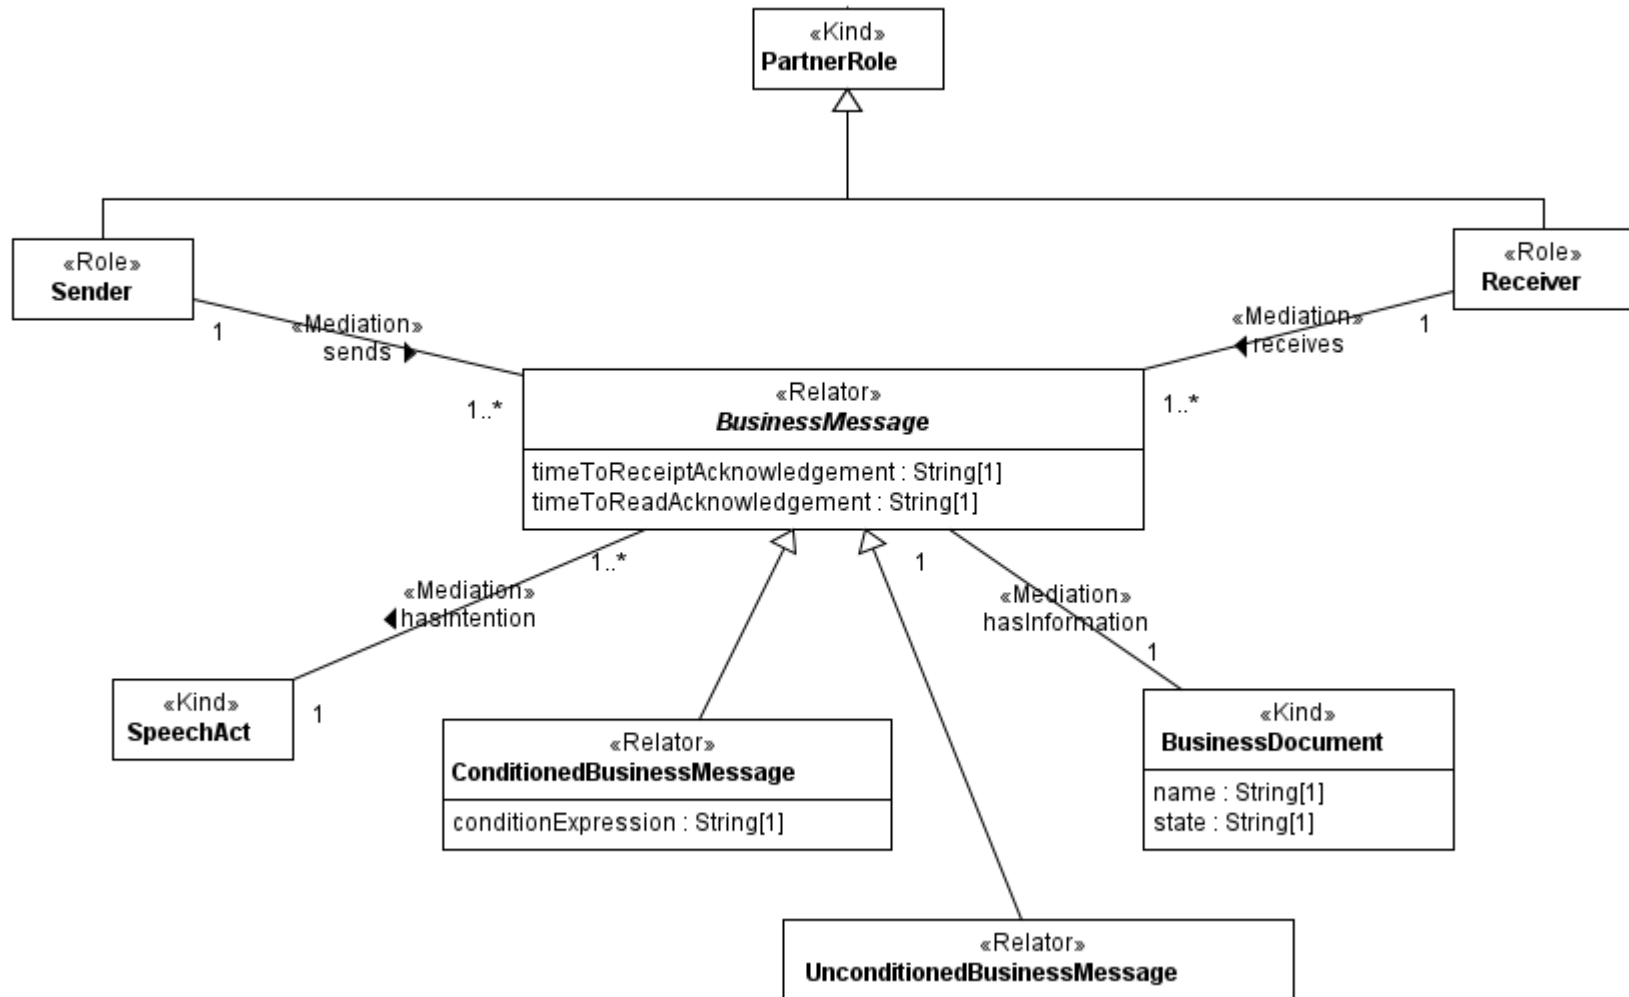 «Kind»
PartnerRole
«Role»
Sender
«Role»
Receiver
1
«Mediation»
sends
«Mediation»
receives
1
1..*
1..*
«Relator»
BusinessMessage
timeToReceiptAcknowledgement : String[1]
timeToReadAcknowledgement : String[1]
1..*
1
«Mediation»
hasIntention
«Mediation»
hasInformation
1
1
«Kind»
SpeechAct
«Relator»
ConditionedBusinessMessage
conditionExpression : String[1]
«Kind»
BusinessDocument
name : String[1]
state : String[1]
«Relator»
UnconditionedBusinessMessage